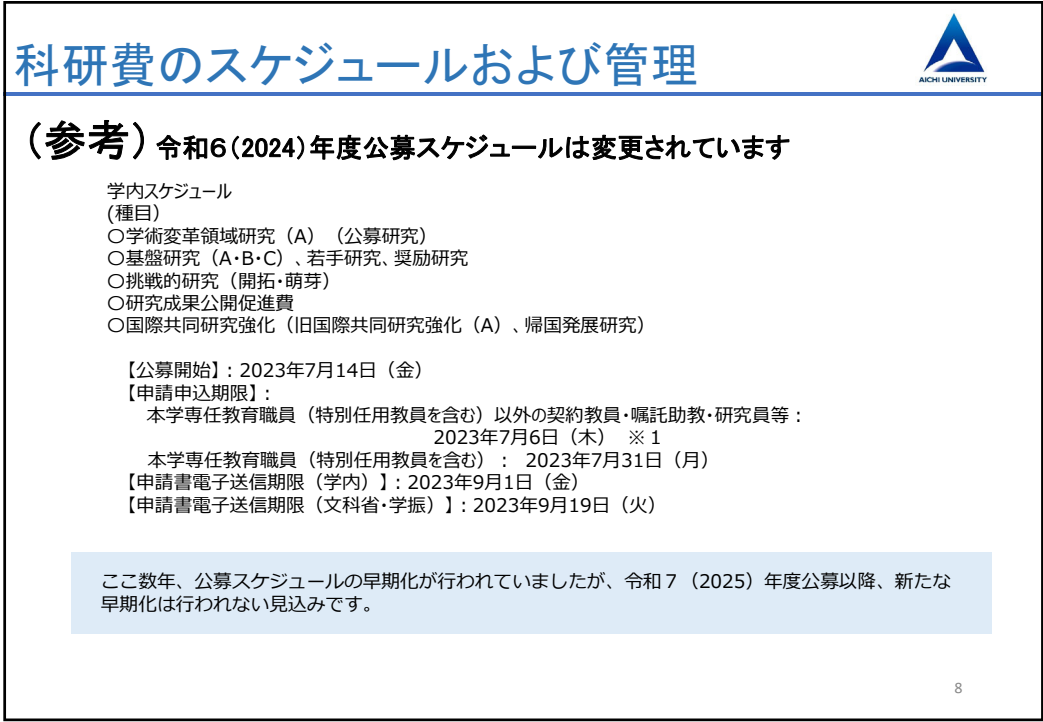 科研費のスケジュールおよび管理
AICHI UNIVERSITY
(参考)令和6(2024)年度公募スケジュールは変更されています
学内スケジュール
(種目)
〇学術変革領域研究（A）（公募研究）
〇基盤研究（A・B・C）、若手研究、奨励研究
〇挑戦的研究（開拓・萌芽）
〇研究成果公開促進費
〇国際共同研究強化（旧国際共同研究強化（A）、帰国発展研究）
【公募開始】：2023年7月14日（金）
【申請申込期限】：
本学専任教育職員（特別任用教員を含む）以外の契約教員・嘱託助教・研究員等：
2023年7月6日（木） ※１
本学専任教育職員（特別任用教員を含む）： 2023年7月31日（月）
【申請書電子送信期限（学内）】：2023年9月1日（金）
【申請書電子送信期限（文科省・学振）】：2023年9月19日（火）
ここ数年、公募スケジュールの早期化が行われていましたが、令和７（2025）年度公募以降、新たな
早期化は行われない見込みです。
8